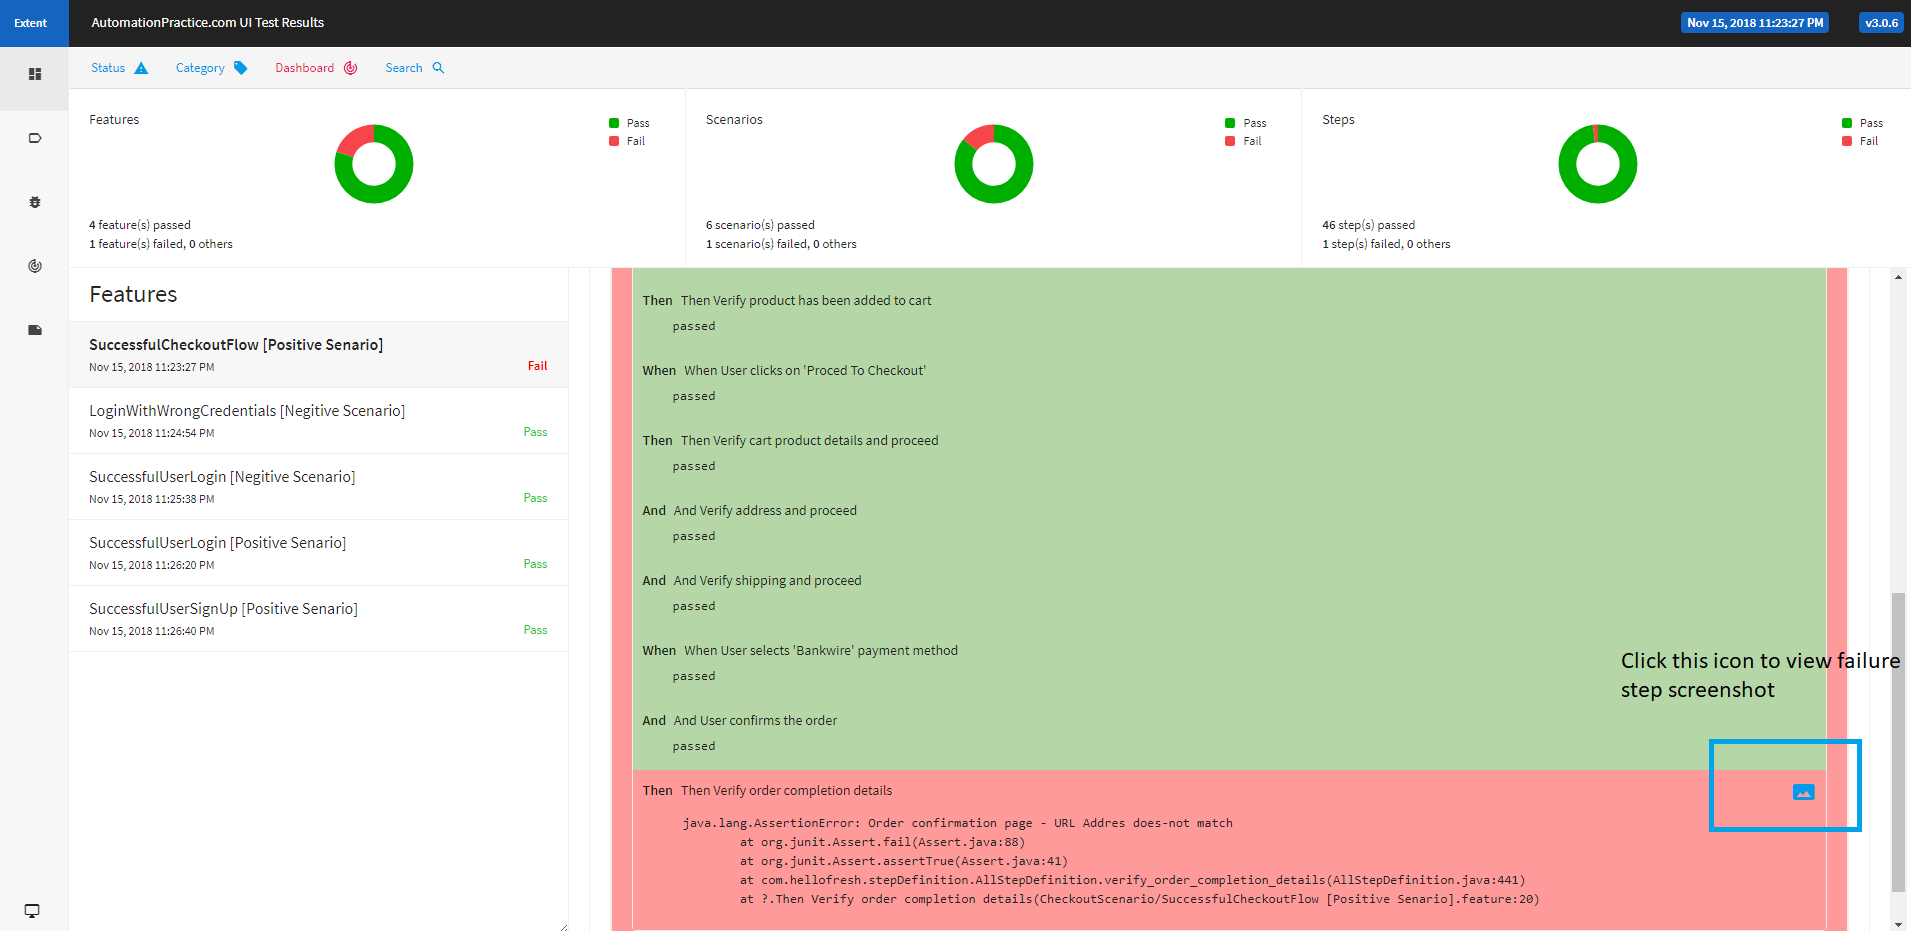 Extent
AutomationPractice.com UI Test Results
Nov 15, 2018 11:23:27 PM
v3.0.6
Status
Category
Dashboard
Search
Features
Pass
Fail
4 feature(s) passed
1 feature(s) failed, 0 others
Scenarios
Pass
Fail
6 scenario(s) passed
1 scenario(s) failed, 0 others
Steps
Pass
Fail
46 step(s) passed
1 step(s) failed, 0 others
Features
SuccessfulCheckoutFlow [Positive Senario]
Nov 15, 2018 11:23:27 PM
Fail
LoginWithWrongCredentials [Negitive Scenario]
Nov 15, 2018 11:24:54 PM
Pass
SuccessfulUserLogin [Negitive Scenario]
Nov 15, 2018 11:25:38 PM
Pass
SuccessfulUserLogin [Positive Senario]
Nov 15, 2018 11:26:20 PM
Pass
SuccessfulUserSignUp [Positive Senario]
Nov 15, 2018 11:26:40 PM
Pass
Then Then Verify product has been added to cart
passed
When When User clicks on 'Proced To Checkout'
passed
Then Then Verify cart product details and proceed
passed
And And Verify address and proceed
passed
And And Verify shipping and proceed
passed
When When User selects 'Bankwire' payment method
passed
And And User confirms the order
passed
Click this icon to view failure
step screenshot
Then Then Verify order completion details
java.lang.AssertionError: Order confirmation page - URL Addres does-not match
at org.junit.Assert.fail(Assert.java:88)
at org.junit.Assert.assertTrue(Assert.java:41)
at com.hellofresh.stepDefinition.AllStepDefinition.verify_order_completion_details(AllStepDefinition.java:441)
at ?.Then Verify order completion details(CheckoutScenario/SuccessfulCheckoutFlow [Positive Senario].feature:20)